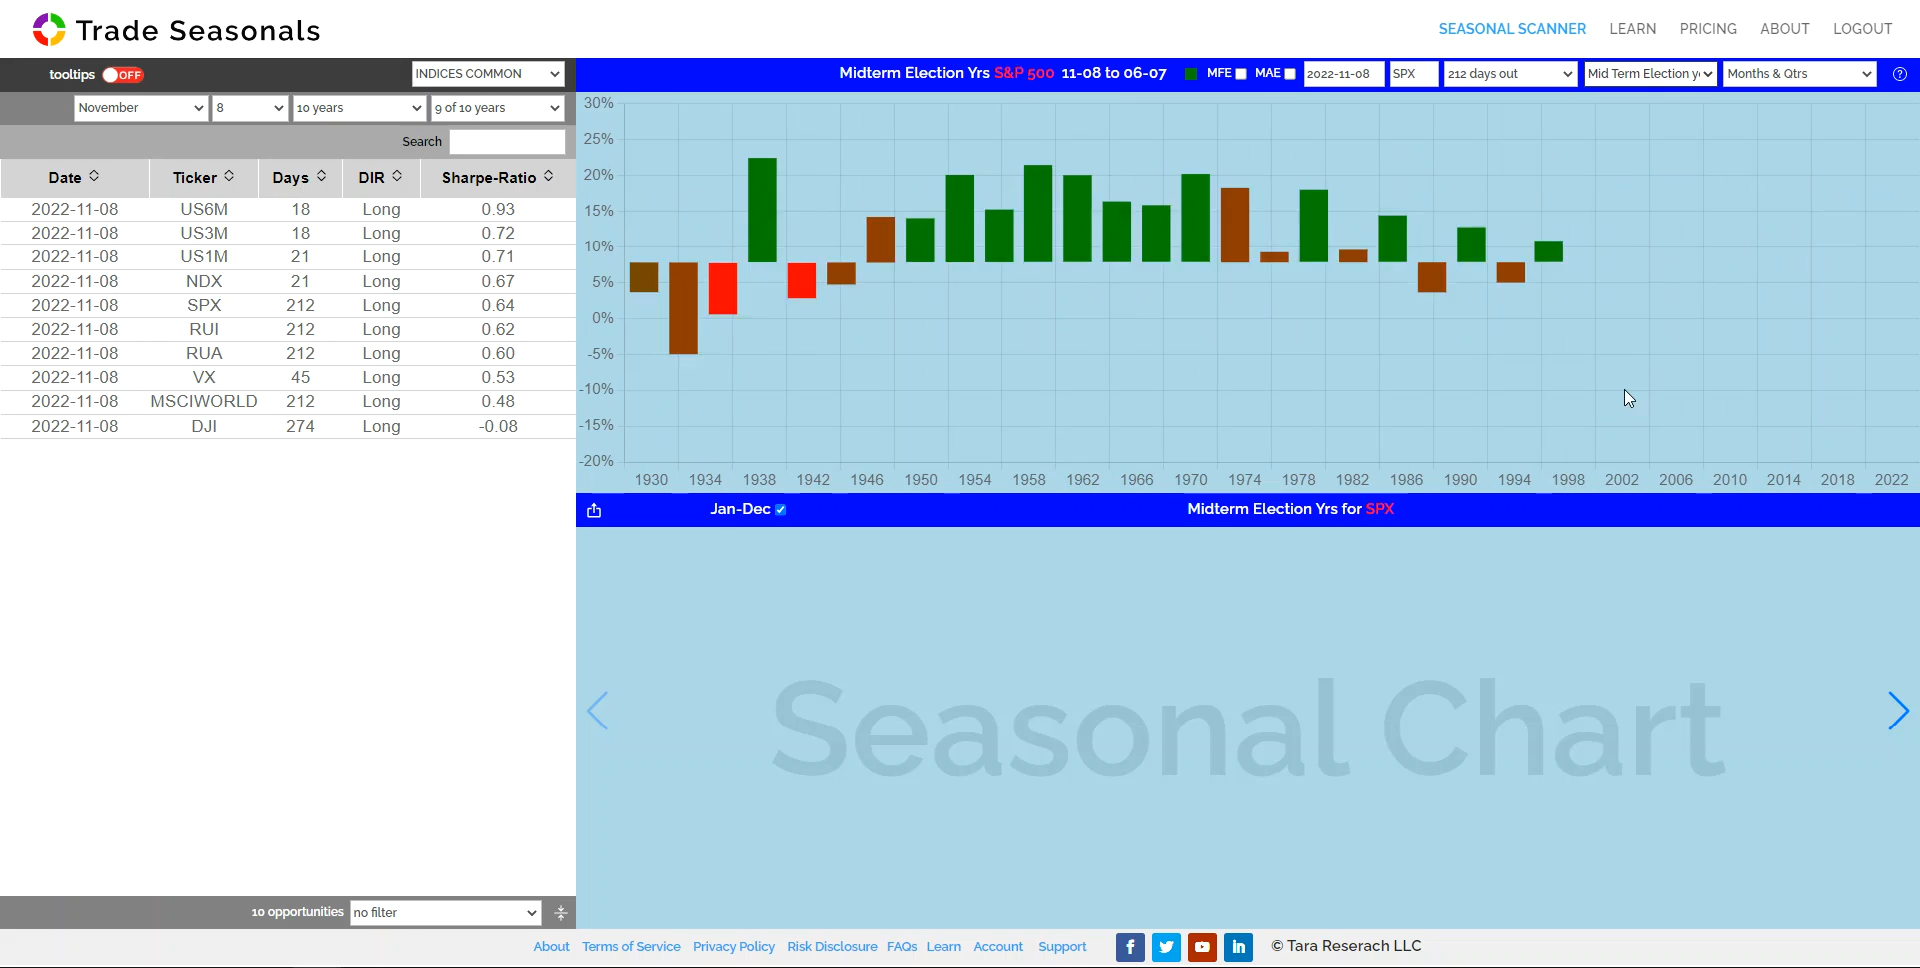 Trade Seasonals
SEASONAL SCANNER LEARN PRICING ABOUT LOGOUT
tooltips OFF INDICES COMMON
Midterm Election Yrs S&P 500 11-08 to 06-07 MFE MAE 2022-11-08 SPX 212 days out Mid Term Election y Months & Qtrs ?
November 8 10 years 9 of 10 years
Search
Date Ticker Days DIR Sharpe-Ratio
2022-11-08 US6M 18 Long 0.93
2022-11-08 US3M 18 Long 0.72
2022-11-08 US1M 21 Long 0.71
2022-11-08 NDX 21 Long 0.67
2022-11-08 SPX 212 Long 0.64
2022-11-08 RUI 212 Long 0.62
2022-11-08 RUA 212 Long 0.60
2022-11-08 VX 45 Long 0.53
2022-11-08 MSCIWORLD 212 Long 0.48
2022-11-08 DJI 274 Long -0.08
30%
25%
20%
15%
10%
5%
0%
-5%
-10%
-15%
-20%
1930 1934 1938 1942 1946 1950 1954 1958 1962 1966 1970 1974 1978 1982 1986 1990 1994 1998 2002 2006 2010 2014 2018 2022
Jan-Dec Midterm Election Yrs for SPX
Seasonal Chart
10 opportunities no filter
About Terms of Service Privacy Policy Risk Disclosure FAQs Learn Account Support f in © Tara Reserach LLC